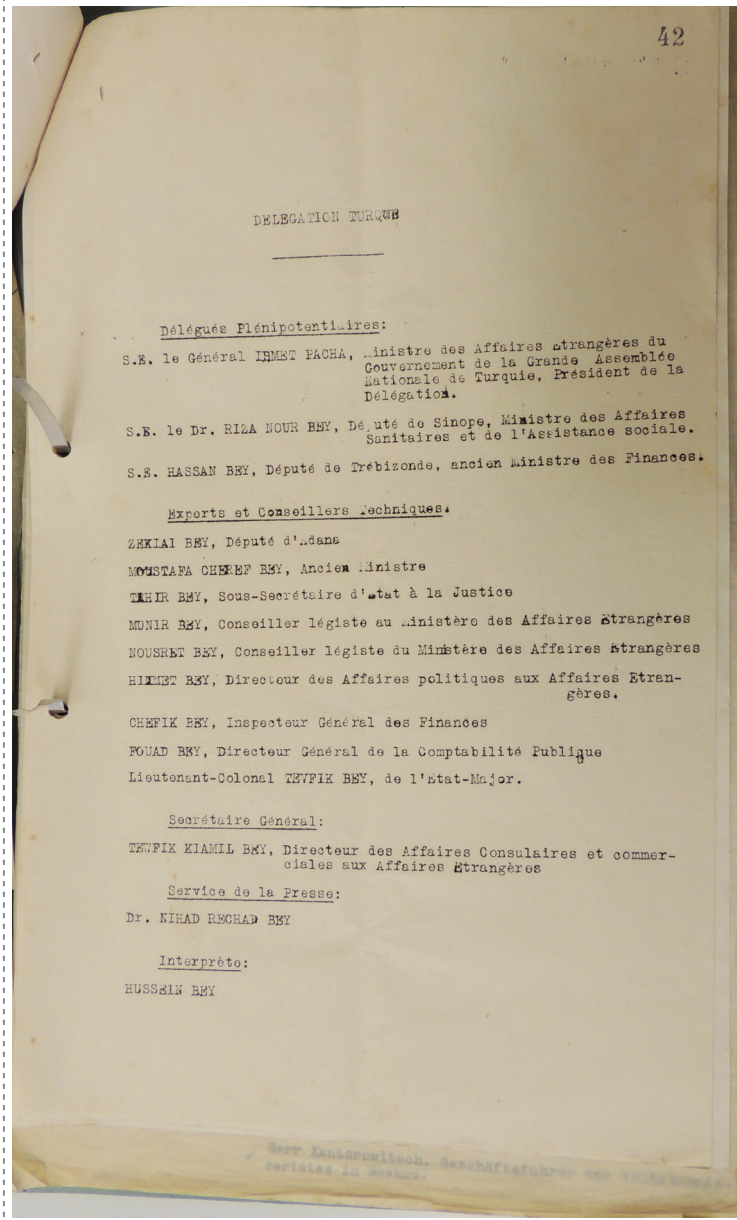 42
DELEGATION TURQUE
Délégués Plénipotentiaires:
S.E. le Général ISMET PACHA, Ministre des Affaires Etrangères du
Gouvernement de la Grande Assemblée
Nationale de Turquie, Président de la
Délégation.
S.E. le Dr. RIZA NOUR BEY, Député de Sinope, Ministre des Affaires
Sanitaires et de l'Assistance sociale.
S.E. HASSAN BEY, Député de Trébizonde, ancien Ministre des Finances.
Experts et Conseillers Techniques.
ZEKIAI BEY, Député d'Adana
MOUSTAFA CHEREF BEY, Ancien Ministre
TAHIR BEY, Sous-Secrétaire d'Etat à la Justice
MUNIR BEY, Conseiller légiste au Ministère des Affaires Etrangères
NOUSRET BEY, Conseiller légiste du Ministère des Affaires Etrangères
HIKMET BEY, Directeur des Affaires politiques aux Affaires Etran-
gères.
CHEFIK BEY, Inspecteur Général des Finances
FOUAD BEY, Directeur Général de la Comptabilité Publique
Lieutenant-Colonel TEVFIK BEY, de l'Etat-Major.
Secrétaire Général:
TEVFIK KIAMIL BEY, Directeur des Affaires Consulaires et commer-
ciales aux Affaires Etrangères
Service de la Presse:
Dr. NIHAD RECHAD BEY
Interprète:
HUSSEIN BEY
Herr Kantorowitsch, Geschäftsführer des
in Moskau.